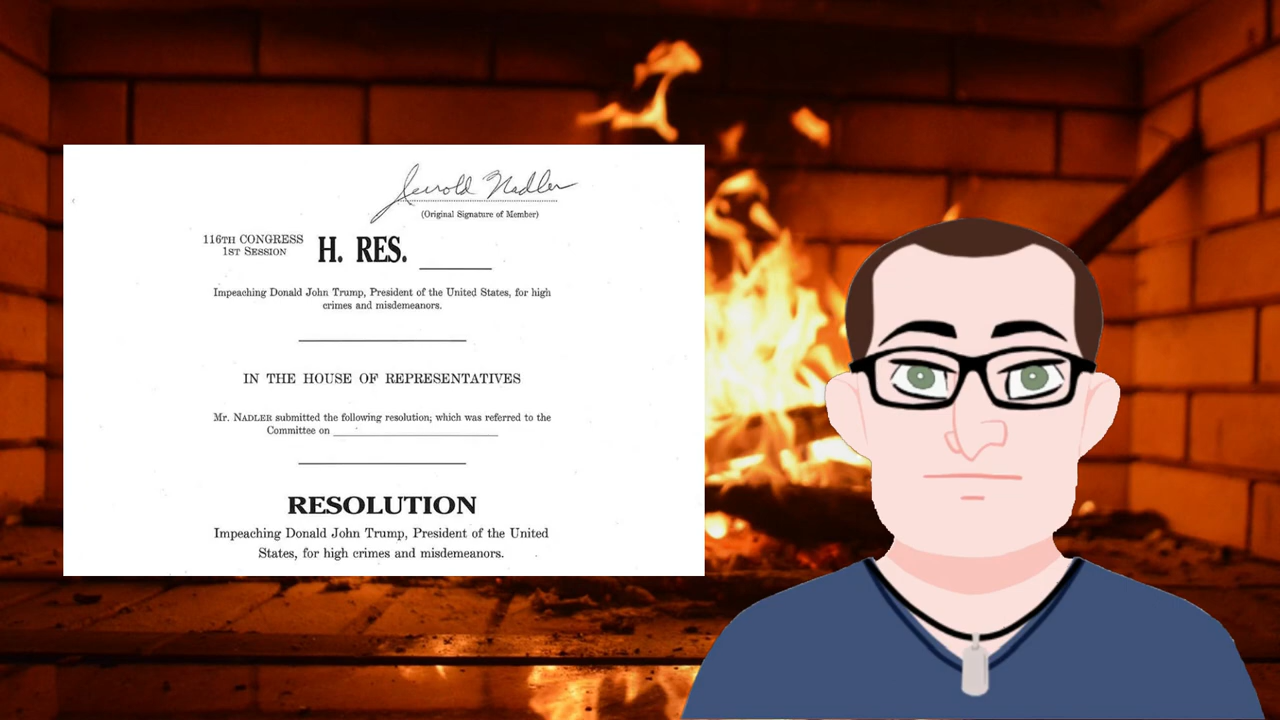 Jerrold Nadler
(Original Signature of Member)
116TH CONGRESS
1ST SESSION
H. RES.
Impeaching Donald John Trump, President of the United States, for high
crimes and misdemeanors.
IN THE HOUSE OF REPRESENTATIVES
Mr. NADLER submitted the following resolution; which was referred to the
Committee on
RESOLUTION
Impeaching Donald John Trump, President of the United
States, for high crimes and misdemeanors.